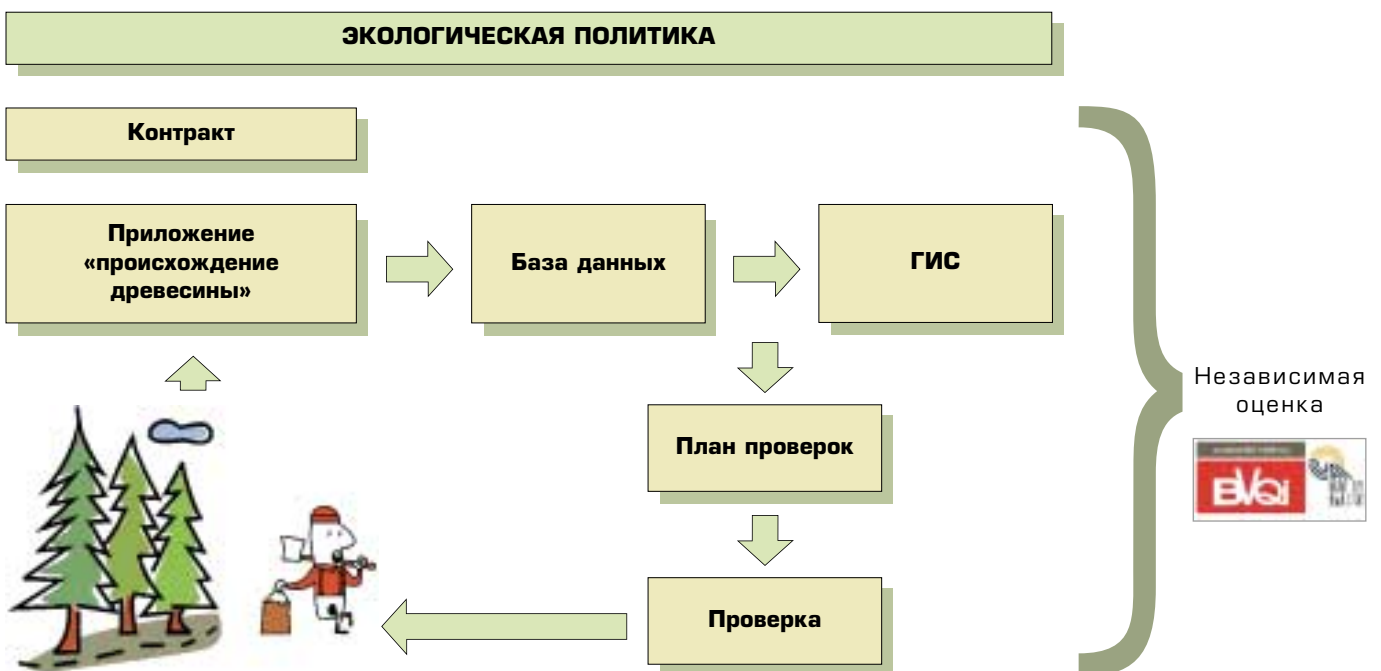 ЭКОЛОГИЧЕСКАЯ ПОЛИТИКА
Контракт
Приложение
«происхождение
древесины»
База данных
ГИС
План проверок
Проверка
Независимая
оценка
BVQI